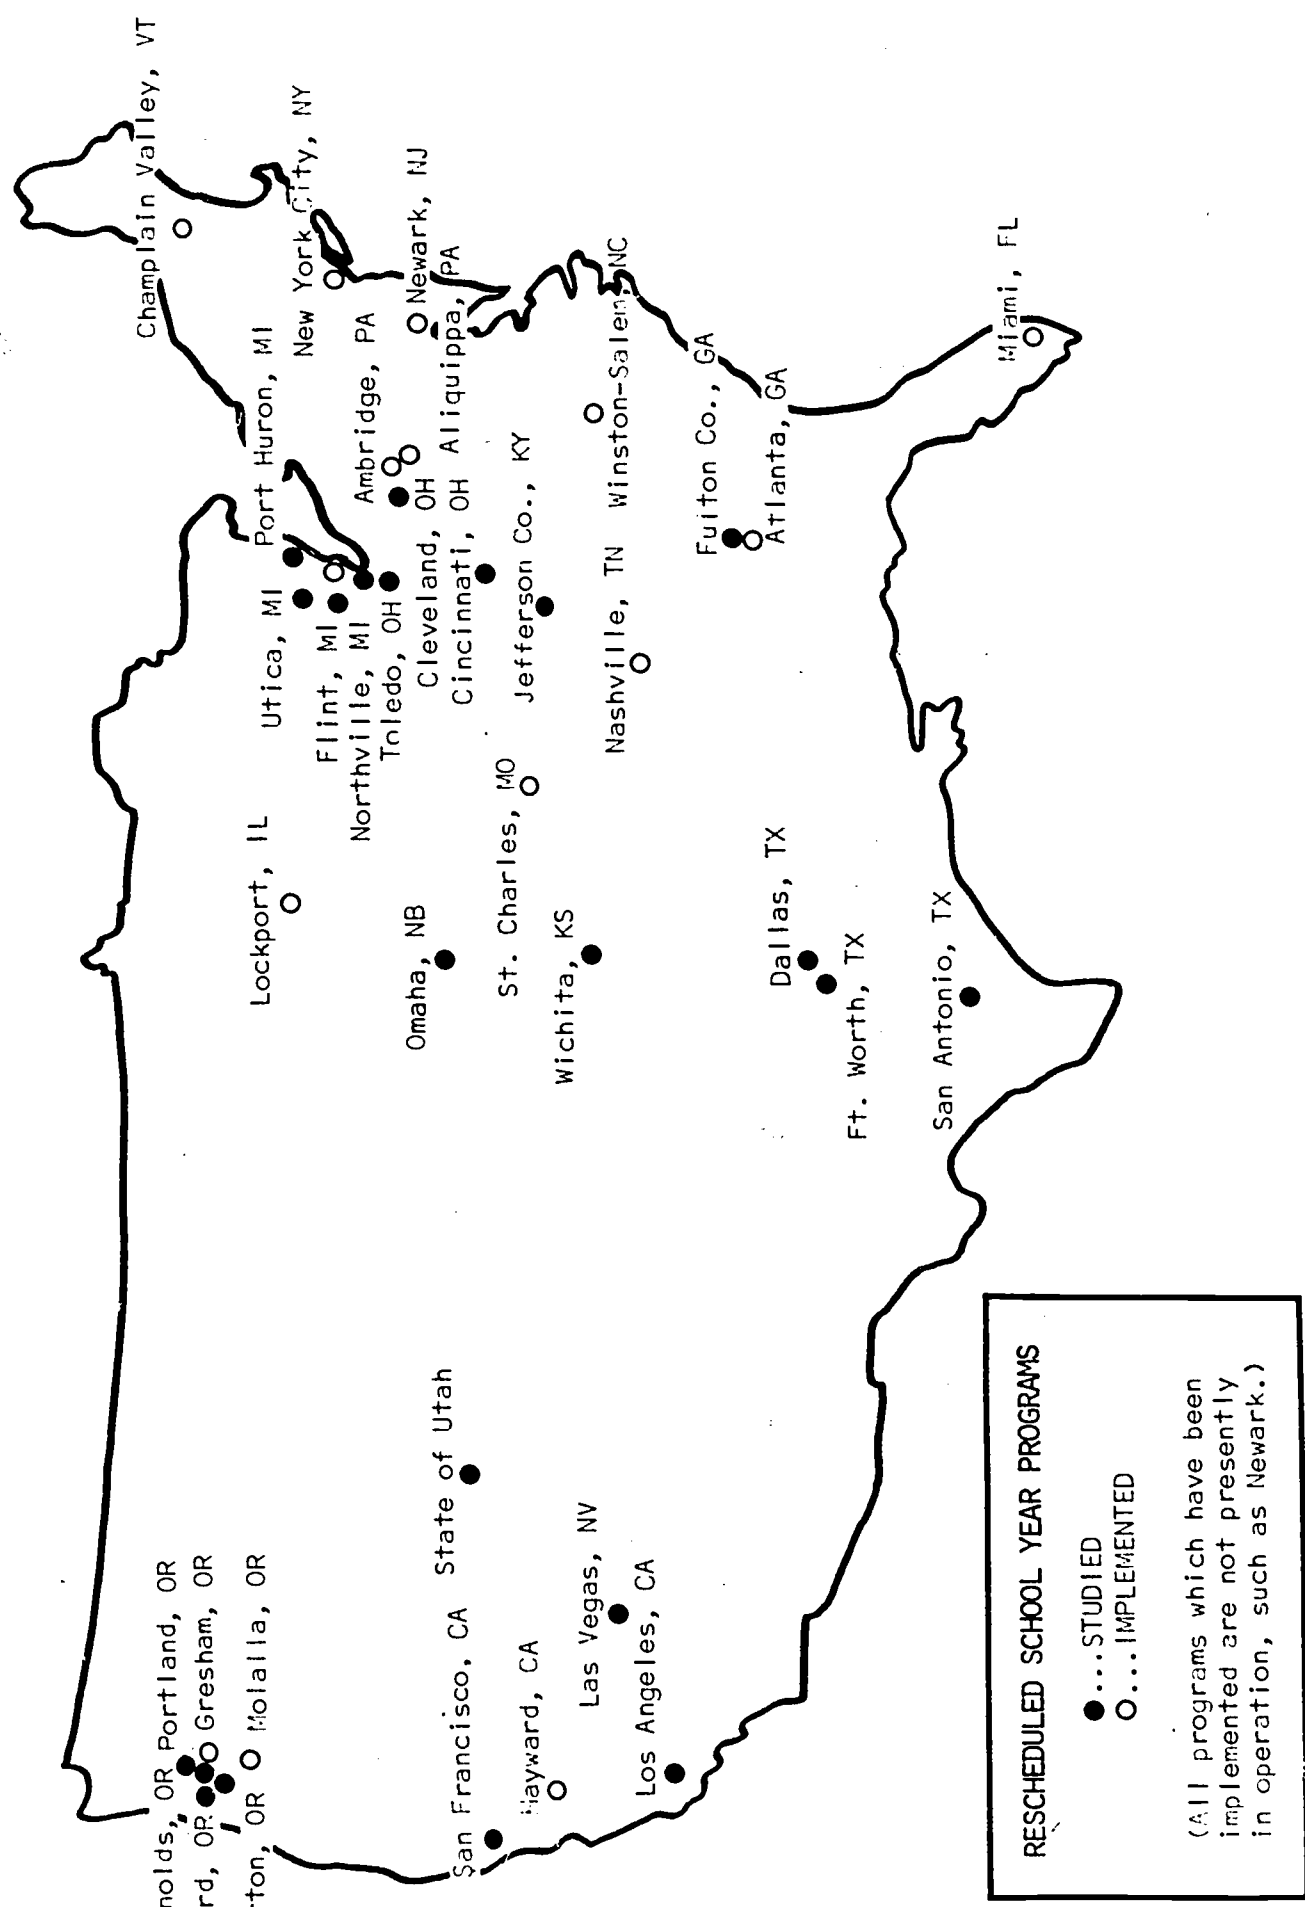 Champlain Valley, VT
New York City, NY
Port Huron, MI
Ambridge, PA
Newark, NJ
Aliquippa, PA
Utica, MI
Flint, MI
Northville, MI
Toledo, OH
Cleveland, OH
Cincinnati, OH
Jefferson Co., KY
Winston-Salem, NC
Nashville, TN
Fulton Co., GA
Atlanta, GA
Miami, FL
Lockport, IL
Omaha, NB
St. Charles, MO
Wichita, KS
Dallas, TX
Ft. Worth, TX
San Antonio, TX
State of Utah
Las Vegas, NV
Los Angeles, CA
San Francisco, CA
Hayward, CA
nolds, OR
Portland, OR
rd, OR
Gresham, OR
rton, OR
Molalla, OR
RESCHEDULED SCHOOL YEAR PROGRAMS
●...STUDIED
O...IMPLEMENTED
(All programs which have been
implemented are not presently
in operation, such as Newark.)